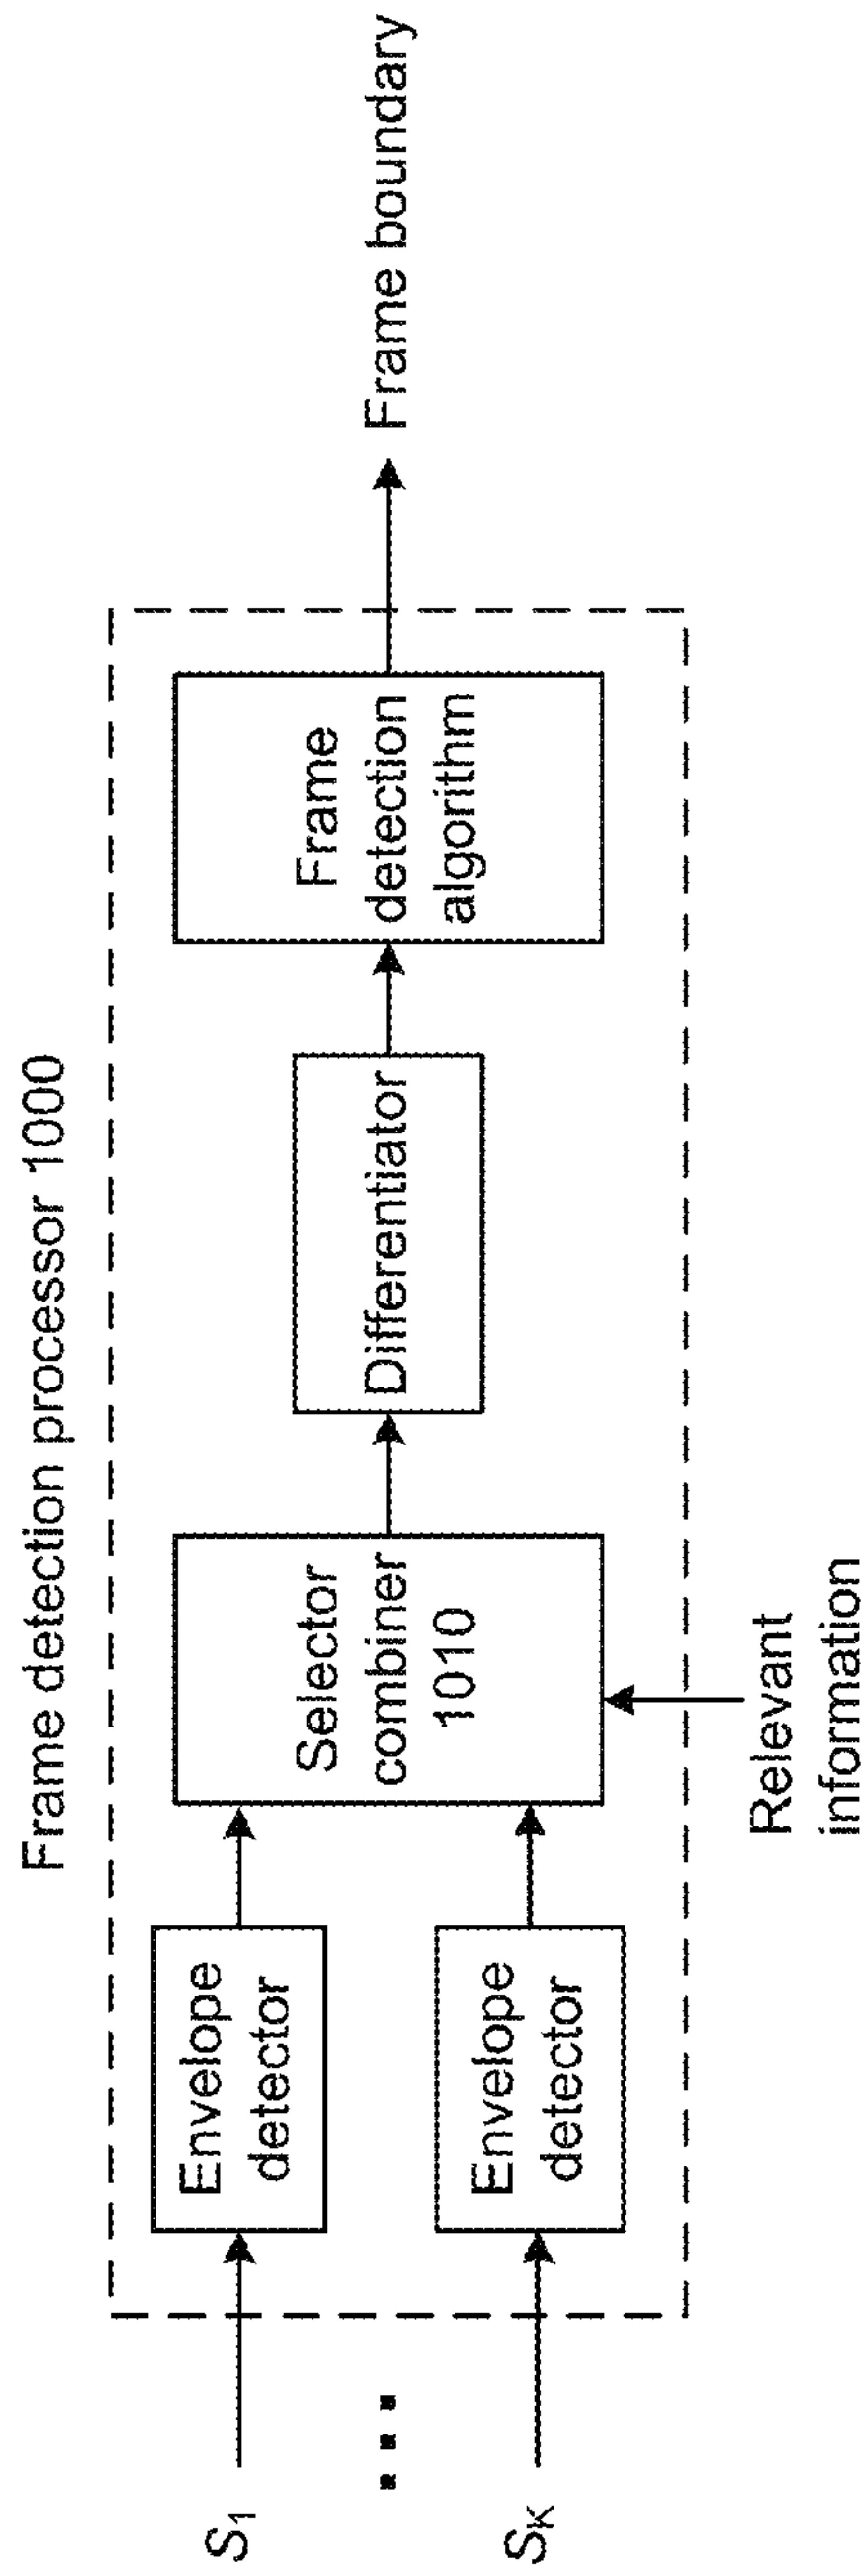 Frame detection processor 1000
S1
SK
Envelope
detector
Envelope
detector
Selector
combiner
1010
Relevant
information
Differentiator
Frame
detection
algorithm
Frame boundary